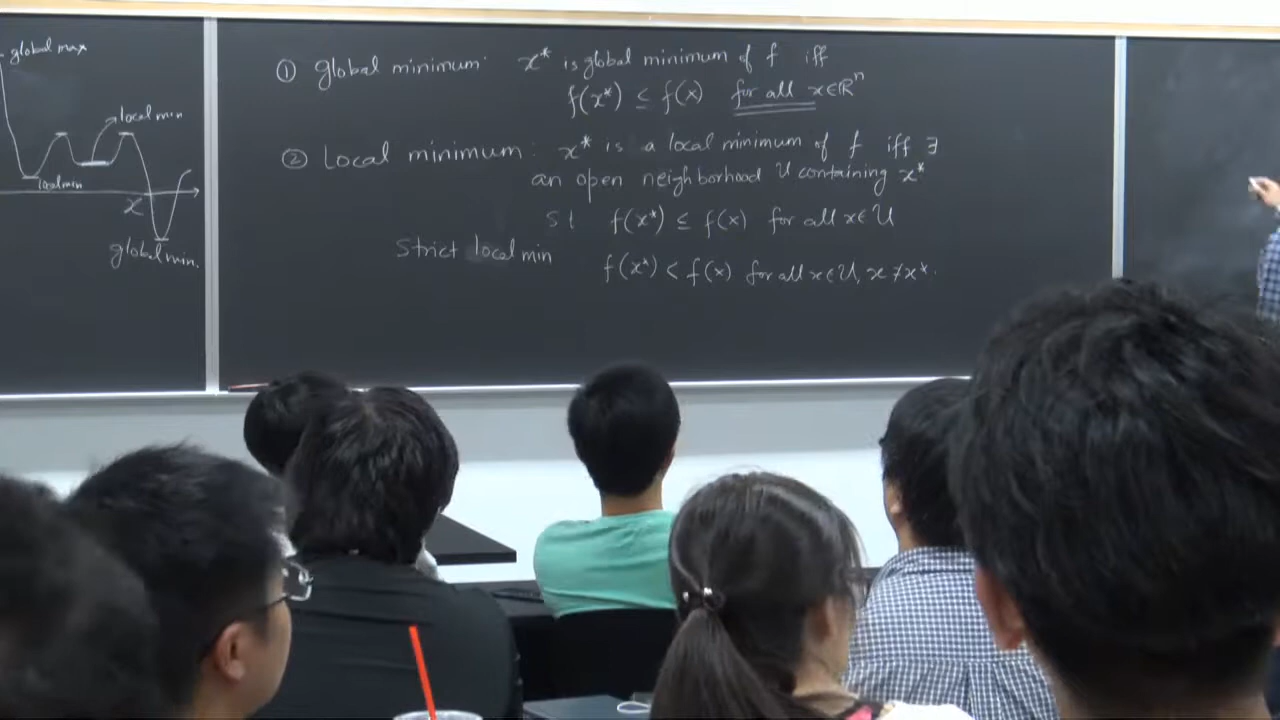 global max
local min
local min
x
global min.
① global minimum: x* is global minimum of f iff
f(x*) ≤ f(x) for all x∈ℝⁿ
② Local minimum: x* is a local minimum of f iff ∃
an open neighborhood U containing x*
st f(x*) ≤ f(x) for all x∈U
Strict local min f(x*) < f(x) for all x∈U, x≠x*.